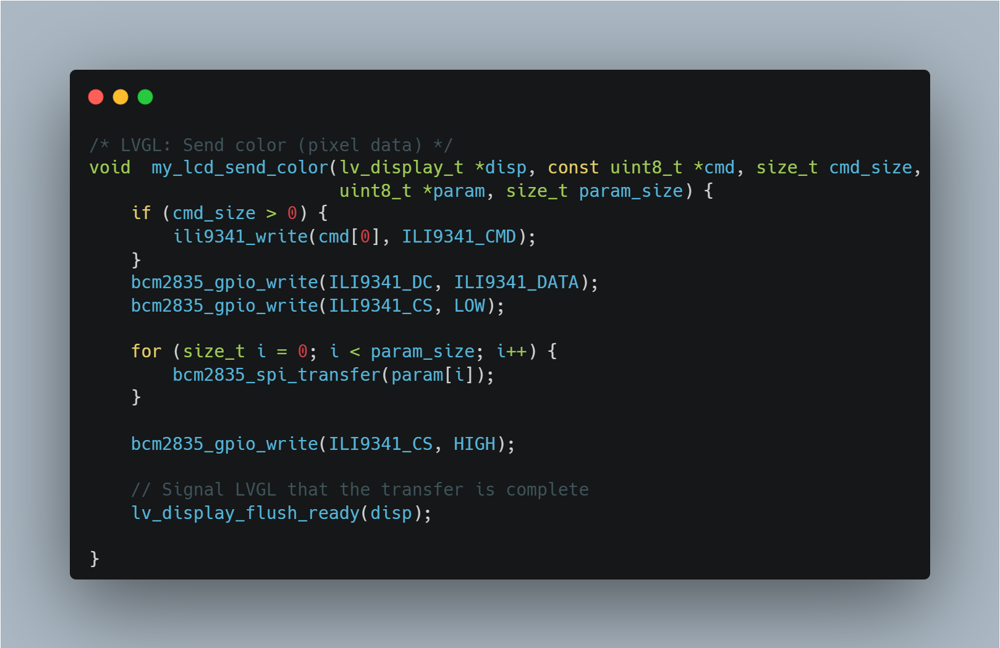 /* LVGL: Send color (pixel data) */
void  my_lcd_send_color(lv_display_t *disp, const uint8_t *cmd, size_t cmd_size,
                        uint8_t *param, size_t param_size) {
    if (cmd_size > 0) {
        ili9341_write(cmd[0], ILI9341_CMD);
    }
    bcm2835_gpio_write(ILI9341_DC, ILI9341_DATA);
    bcm2835_gpio_write(ILI9341_CS, LOW);

    for (size_t i = 0; i < param_size; i++) {
        bcm2835_spi_transfer(param[i]);
    }

    bcm2835_gpio_write(ILI9341_CS, HIGH);

    // Signal LVGL that the transfer is complete
    lv_display_flush_ready(disp);

}